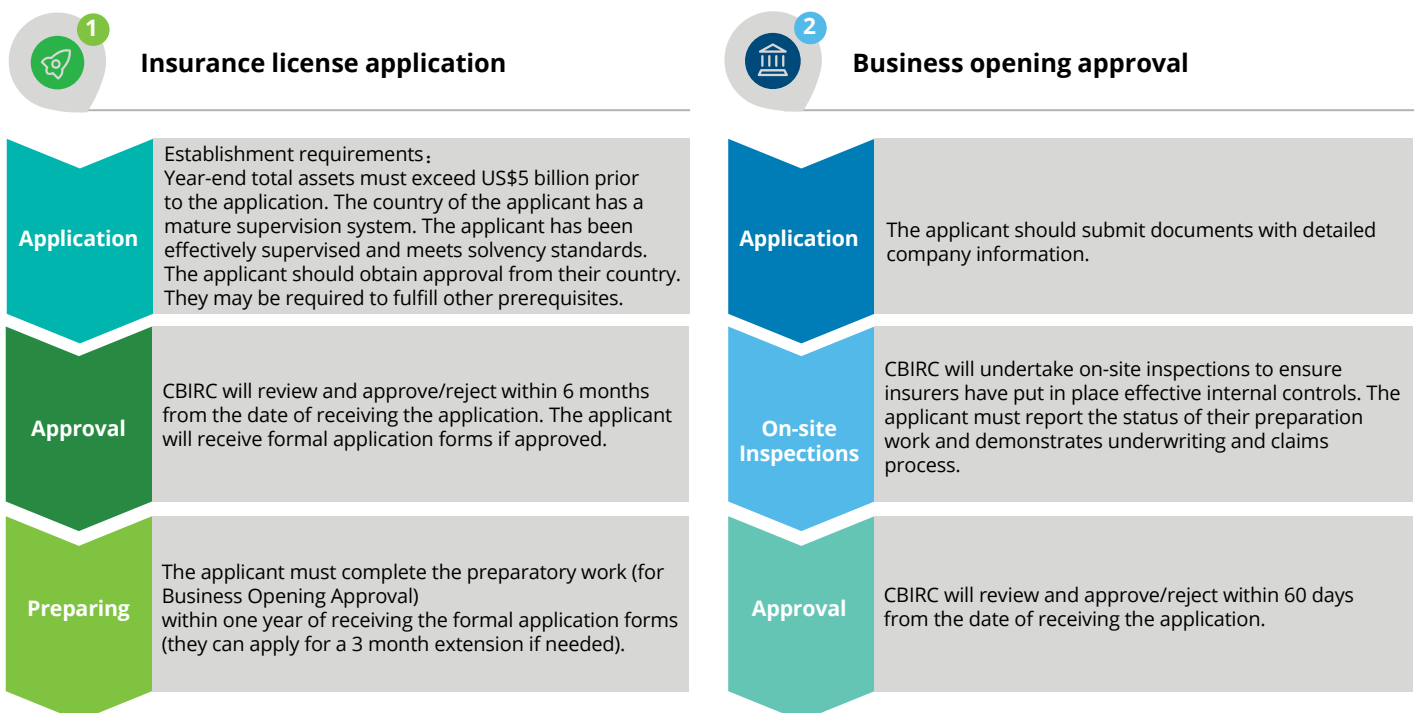 1
Insurance license application
Application
Establishment requirements：
Year-end total assets must exceed US$5 billion prior
to the application. The country of the applicant has a
mature supervision system. The applicant has been
effectively supervised and meets solvency standards.
The applicant should obtain approval from their country.
They may be required to fulfill other prerequisites.
Approval
CBIRC will review and approve/reject within 6 months
from the date of receiving the application. The applicant
will receive formal application forms if approved.
Preparing
The applicant must complete the preparatory work (for
Business Opening Approval)
within one year of receiving the formal application forms
(they can apply for a 3 month extension if needed).
2
Business opening approval
Application
The applicant should submit documents with detailed
company information.
On-site
Inspections
CBIRC will undertake on-site inspections to ensure
insurers have put in place effective internal controls. The
applicant must report the status of their preparation
work and demonstrates underwriting and claims
process.
Approval
CBIRC will review and approve/reject within 60 days
from the date of receiving the application.